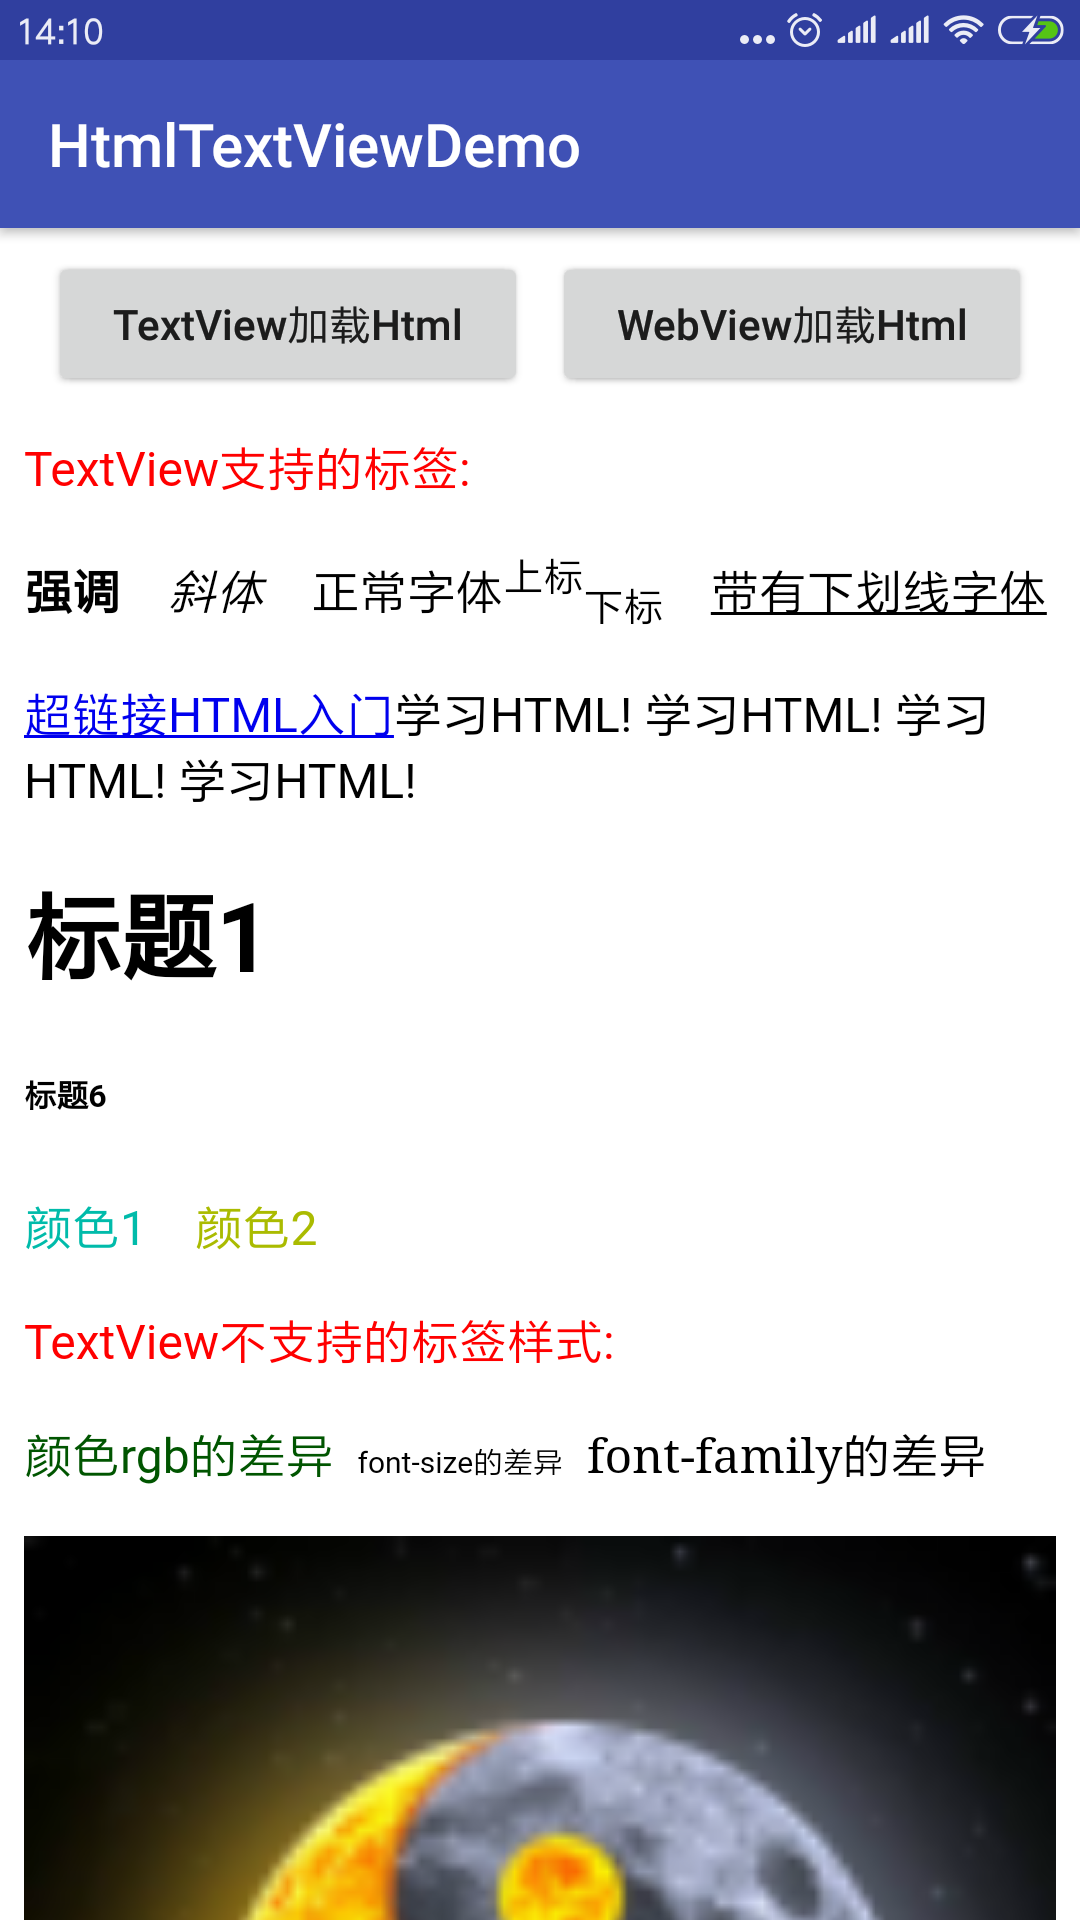 14:10
HtmlTextViewDemo
TextView加载Html
WebView加载Html
TextView支持的标签:
强调 斜体 正常字体上标下标 带有下划线字体
超链接HTML入门学习HTML! 学习HTML! 学习
HTML! 学习HTML!
标题1
标题6
颜色1 颜色2
TextView不支持的标签样式:
颜色rgb的差异 font-size的差异 font-family的差异